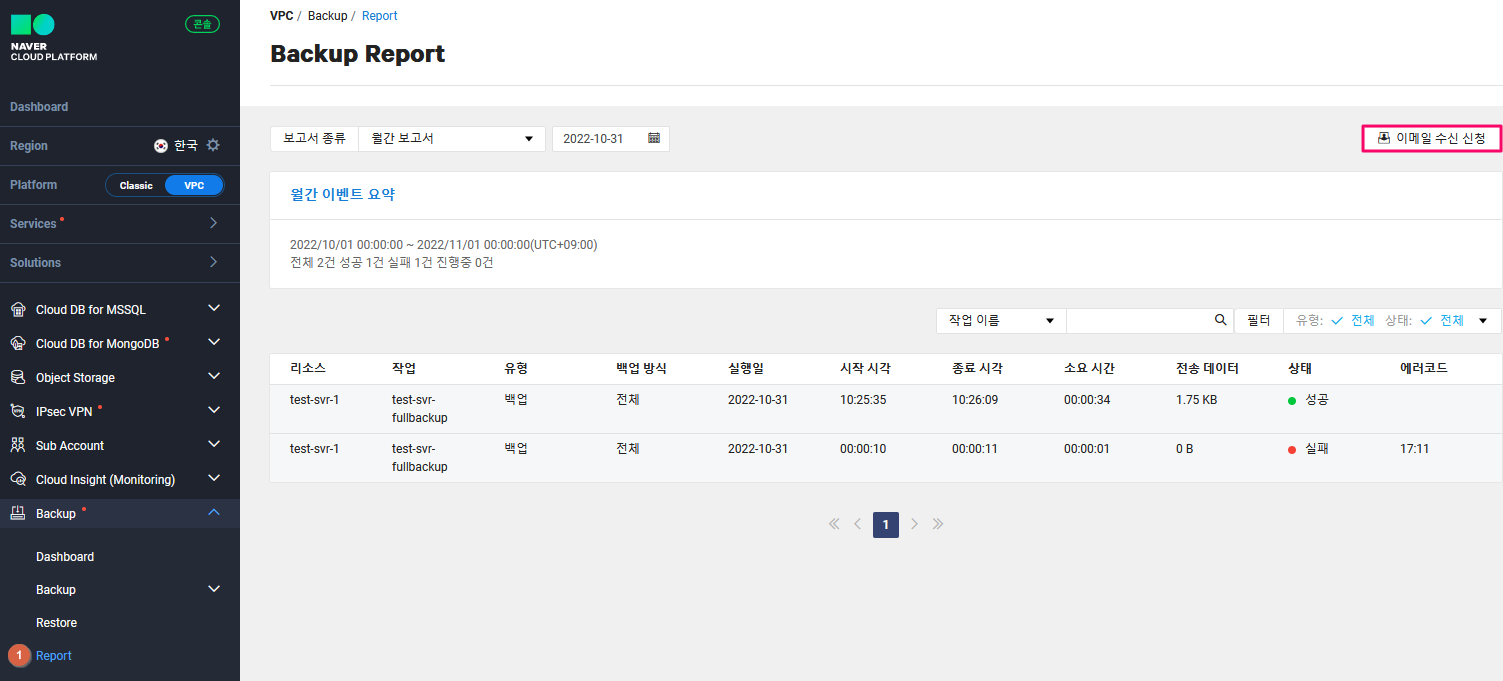 NAVER
CLOUD PLATFORM
콘솔
Dashboard
Region 한국
Platform Classic VPC
Services
Solutions
Cloud DB for MSSQL
Cloud DB for MongoDB
Object Storage
IPsec VPN
Sub Account
Cloud Insight (Monitoring)
Backup
Dashboard
Backup
Restore
1 Report
VPC / Backup / Report
Backup Report
보고서 종류 월간 보고서 2022-10-31 이메일 수신 신청
월간 이벤트 요약
2022/10/01 00:00:00 ~ 2022/11/01 00:00:00(UTC+09:00)
전체 2건 성공 1건 실패 1건 진행중 0건
작업 이름 필터 유형: 전체 상태: 전체
리소스 작업 유형 백업 방식 실행일 시작 시각 종료 시각 소요 시간 전송 데이터 상태 에러코드
test-svr-1 test-svr- 백업 전체 2022-10-31 10:25:35 10:26:09 00:00:34 1.75 KB 성공
fullbackup
test-svr-1 test-svr- 백업 전체 2022-10-31 00:00:10 00:00:11 00:00:01 0 B 실패 17:11
fullbackup
1